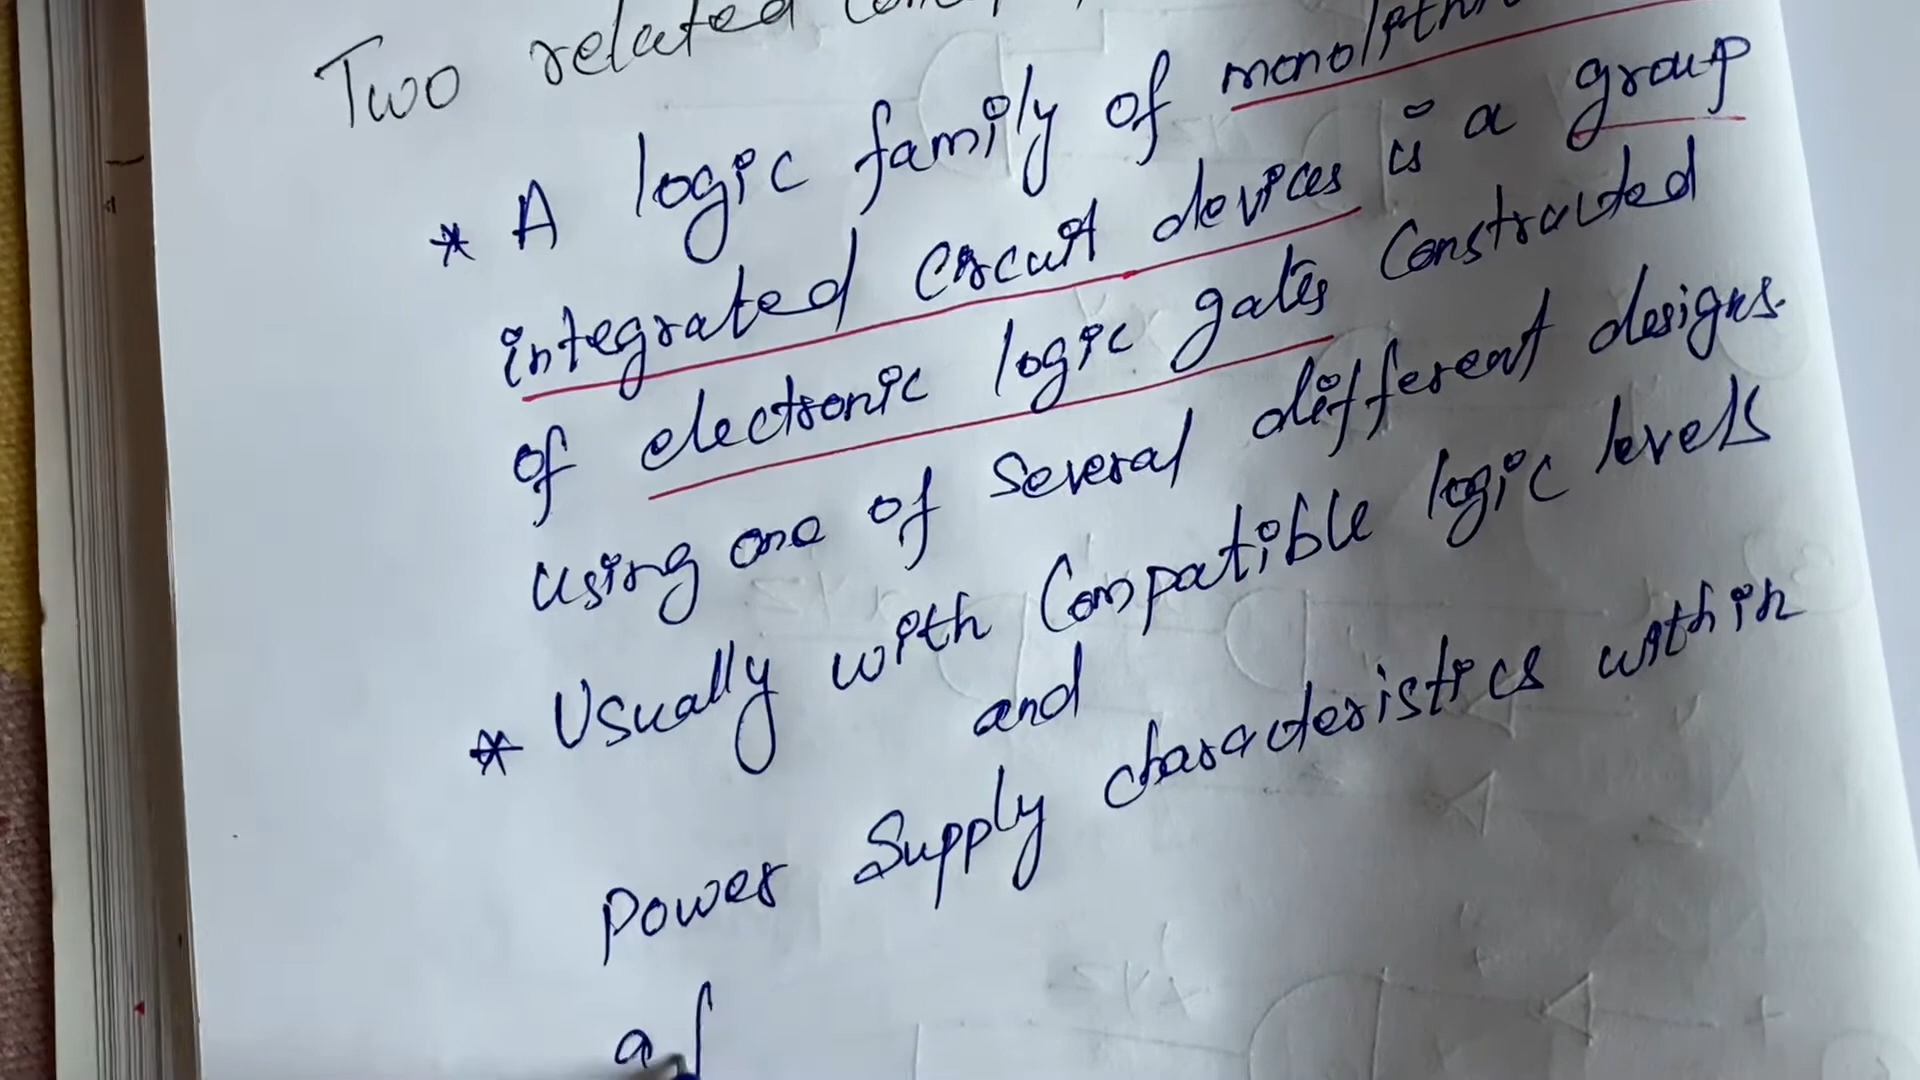 Two related
* A logic family of
integrated circuit devices is a group
of electronic logic gates constructed
using one of several different designs.
* Usually with Compatible logic levels
and
Power Supply characteristics within
a f